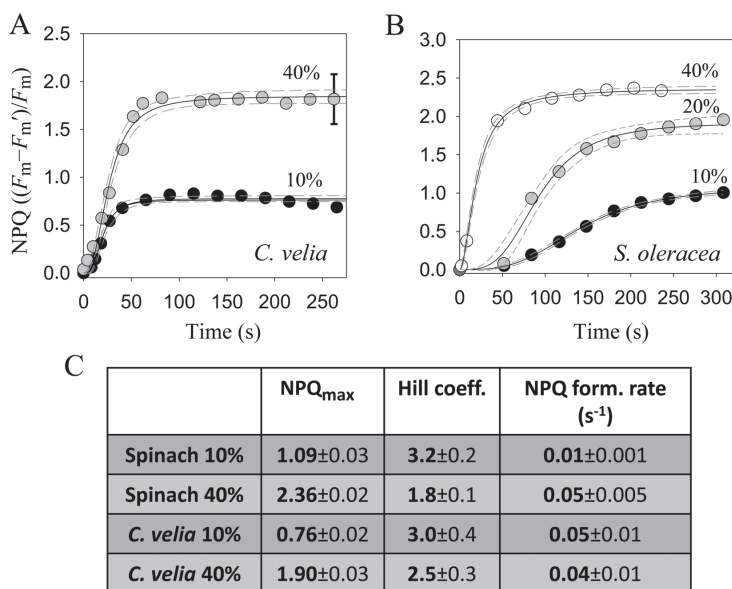 A
B
NPQ ((Fm−Fm′)/Fm)
2.5
2.0
1.5
1.0
0.5
0.0
40%
10%
C. velia
0 50 100 150 200 250
Time (s)
3.0
2.5
2.0
1.5
1.0
0.5
0.0
40%
20%
10%
S. oleracea
0 50 100 150 200 250 300
Time (s)
C
NPQmax Hill coeff. NPQ form. rate
(s-1)
Spinach 10% 1.09±0.03 3.2±0.2 0.01±0.001
Spinach 40% 2.36±0.02 1.8±0.1 0.05±0.005
C. velia 10% 0.76±0.02 3.0±0.4 0.05±0.01
C. velia 40% 1.90±0.03 2.5±0.3 0.04±0.01